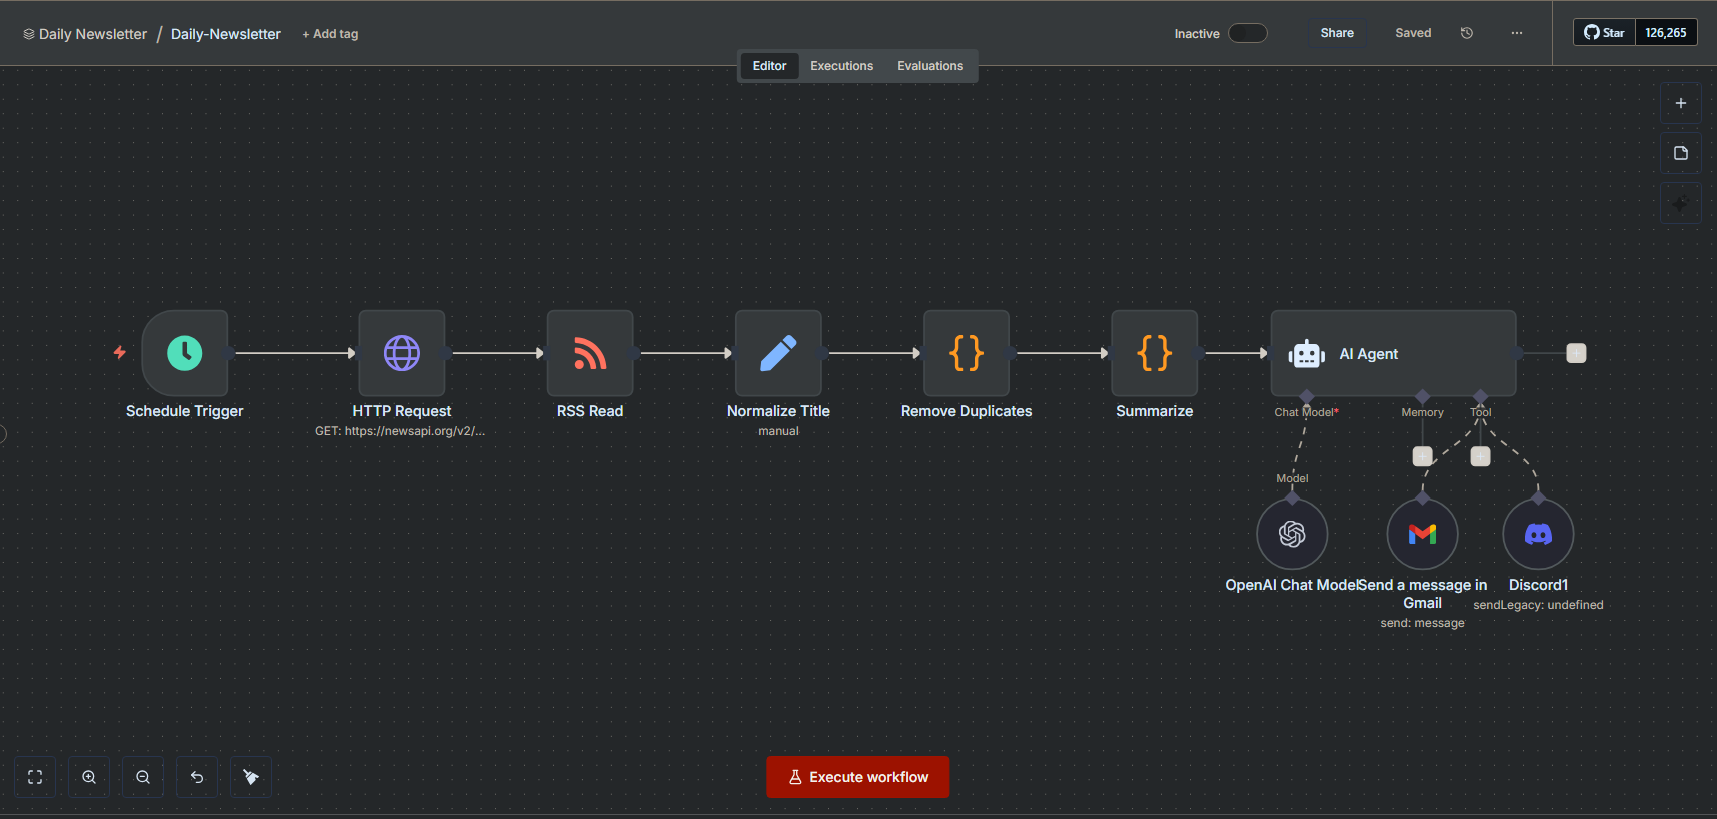 Daily Newsletter / Daily-Newsletter + Add tag
Inactive Share Saved ... Star 126,265
Editor Executions Evaluations
Schedule Trigger
HTTP Request
GET: https://newsapi.org/v2/...
RSS Read
Normalize Title
manual
Remove Duplicates
Summarize
AI Agent
Chat Model*
Memory
Tool
Model
OpenAI Chat Model
Send a message in
Gmail
send: message
Discord1
sendLegacy: undefined
Execute workflow